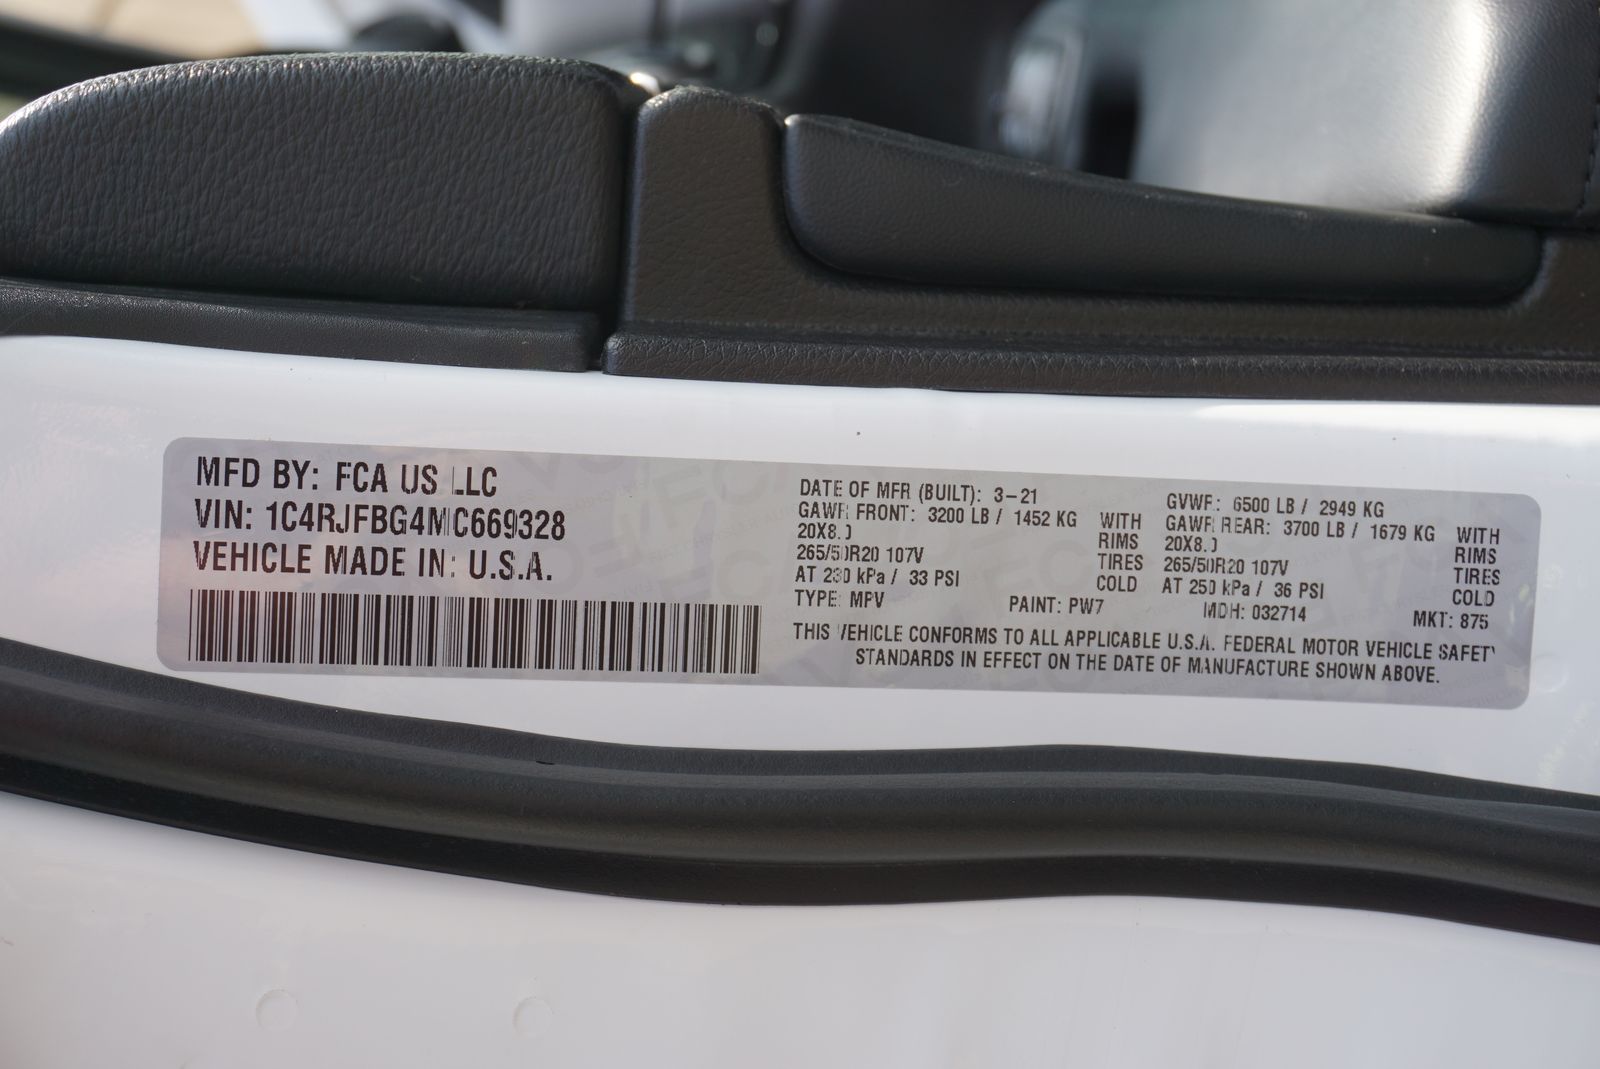 MFD BY: FCA US LLC
VIN: 1C4RJFBG4MC669328
VEHICLE MADE IN: U.S.A.
DATE OF MFR (BUILT): 3-21
GAWR FRONT: 3200 LB / 1452 KG
20X8.0
265/50R20 107V
AT 230 kPa / 33 PSI
WITH
RIMS
TIRES
COLD
GVWR: 6500 LB / 2949 KG
GAWR REAR: 3700 LB / 1679 KG
20X8.0
265/50R20 107V
AT 250 kPa / 36 PSI
WITH
RIMS
TIRES
COLD
TYPE: MPV PAINT: PW7 MDH: 032714 MKT: 875
THIS VEHICLE CONFORMS TO ALL APPLICABLE U.S.A. FEDERAL MOTOR VEHICLE SAFETY
STANDARDS IN EFFECT ON THE DATE OF MANUFACTURE SHOWN ABOVE.